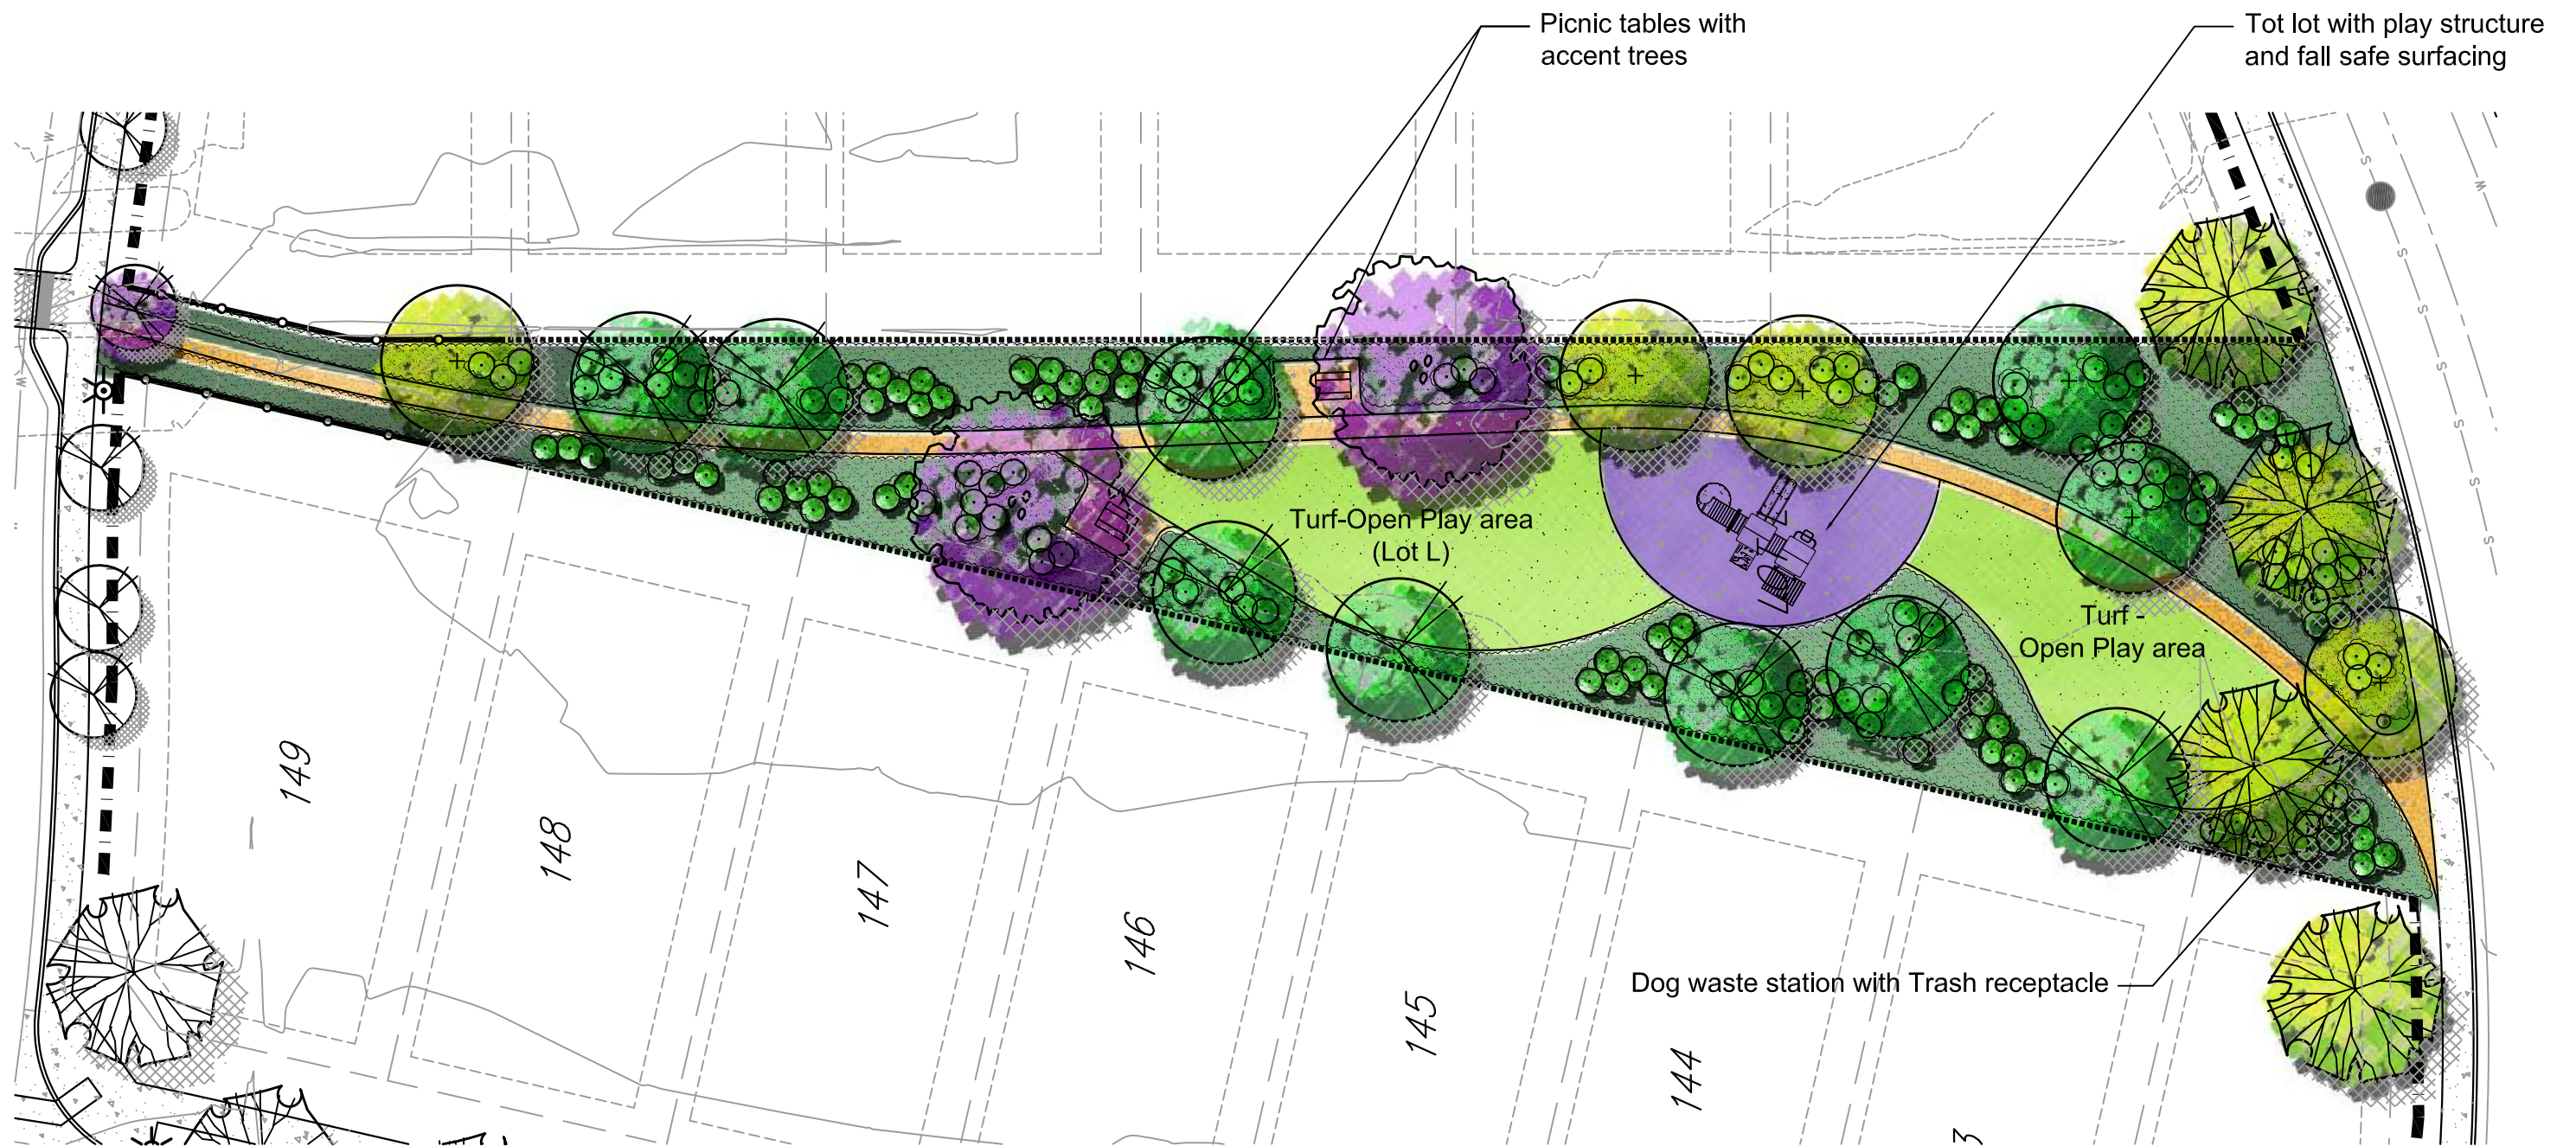 Picnic tables with
accent trees
Tot lot with play structure
and fall safe surfacing
W
S
W
S
S
S
W
Turf-Open Play area
(Lot L)
Turf -
Open Play area
149
148
147
146
145
144
3
Dog waste station with Trash receptacle